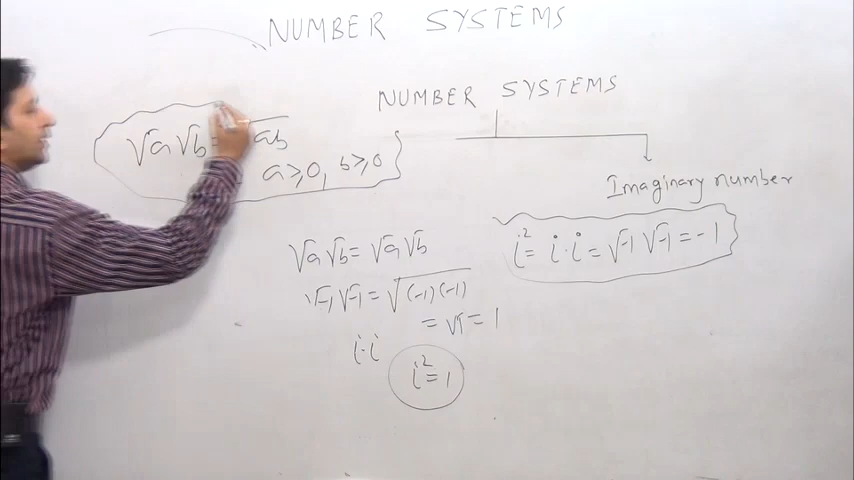 NUMBER SYSTEMS
NUMBER SYSTEMS
√a √b = √ab
a ≥ 0, b ≥ 0
Imaginary number
i² = i · i = √-1 √-1 = -1
√a √b = √a √b
√-1 √-1 = √(-1)(-1)
= √1 = 1
i·i
i² = 1